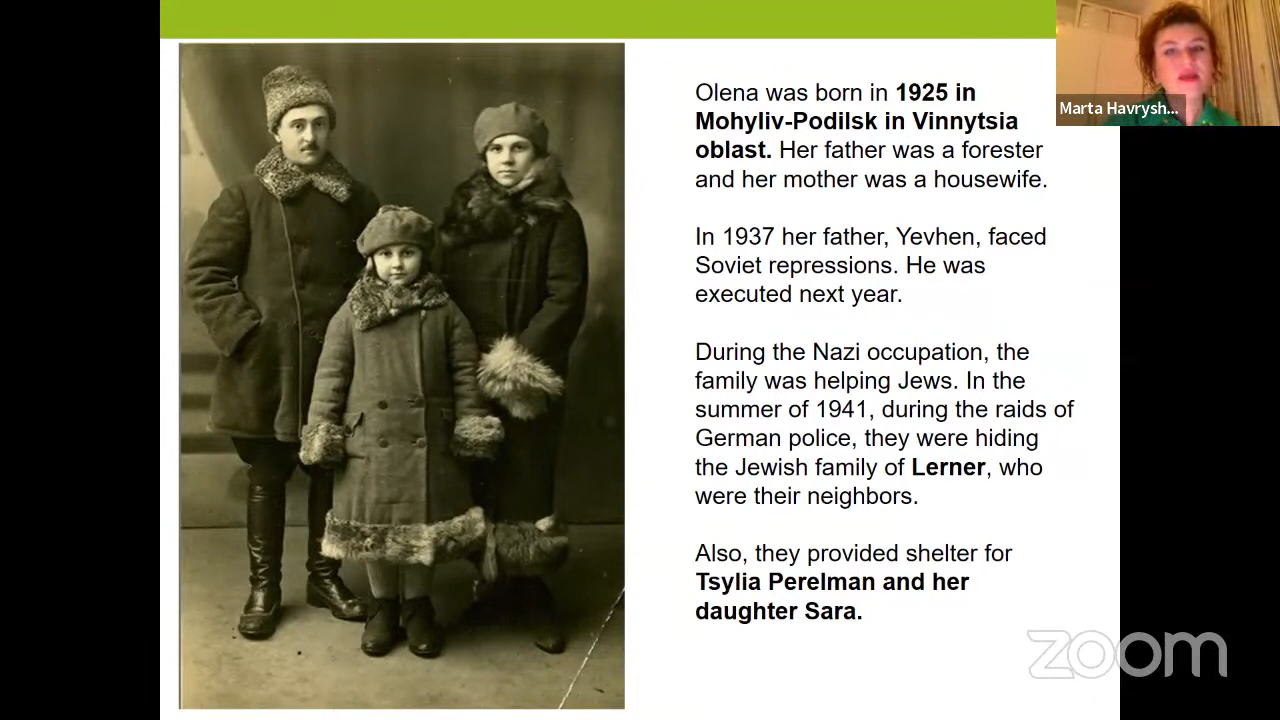 Olena was born in 1925 in
Mohyliv-Podilsk in Vinnytsia
oblast. Her father was a forester
and her mother was a housewife.
In 1937 her father, Yevhen, faced
Soviet repressions. He was
executed next year.
During the Nazi occupation, the
family was helping Jews. In the
summer of 1941, during the raids of
German police, they were hiding
the Jewish family of Lerner, who
were their neighbors.
Also, they provided shelter for
Tsylia Perelman and her
daughter Sara.
Marta Havrysh...
zoom